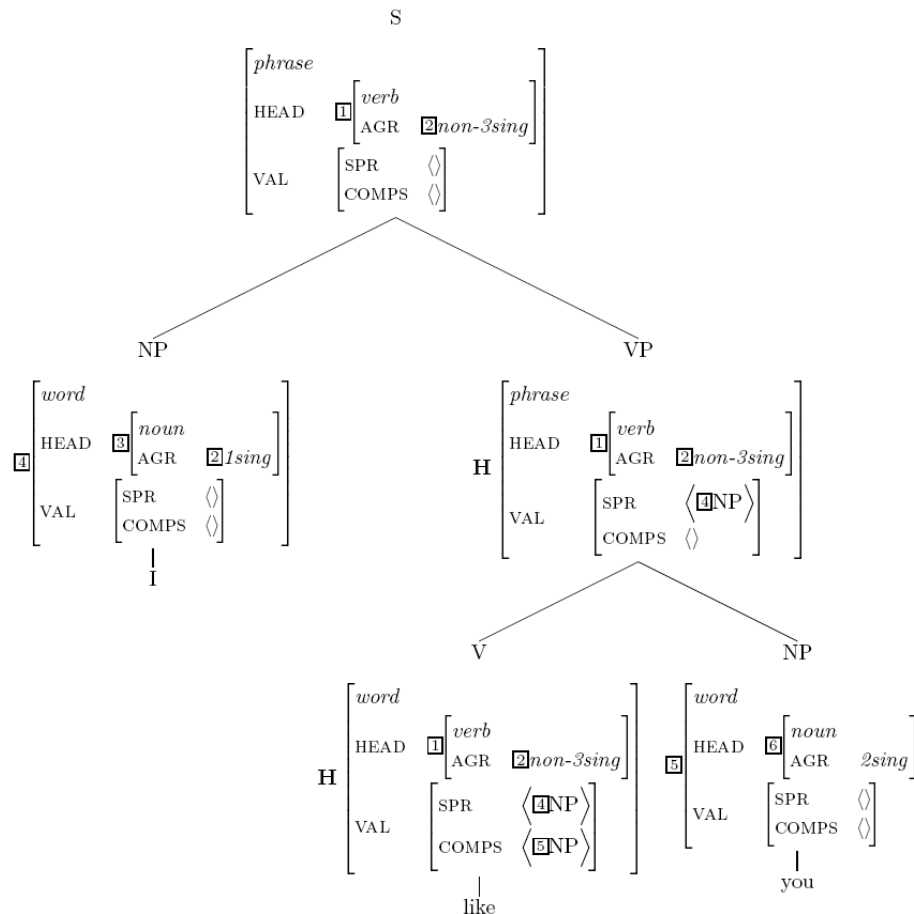 S
phrase
HEAD 1 verb
AGR 2 non-3sing
VAL SPR ⟨⟩
COMPS ⟨⟩
NP VP
4 word
HEAD 3 noun
AGR 2 1sing
VAL SPR ⟨⟩
COMPS ⟨⟩
I
H phrase
HEAD 1 verb
AGR 2 non-3sing
VAL SPR ⟨4 NP⟩
COMPS ⟨⟩
V NP
H word
HEAD 1 verb
AGR 2 non-3sing
VAL SPR ⟨4 NP⟩
COMPS ⟨5 NP⟩
like
5 word
HEAD 6 noun
AGR 2sing
VAL SPR ⟨⟩
COMPS ⟨⟩
you